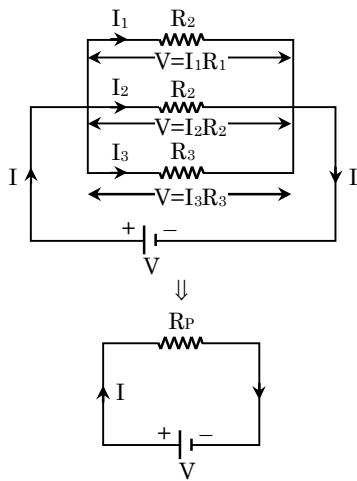 I1 R2
V=I1R1
I2 R2
V=I2R2
I3 R3
V=I3R3
I I
+ −
V
⇓
RP
I
+ −
V